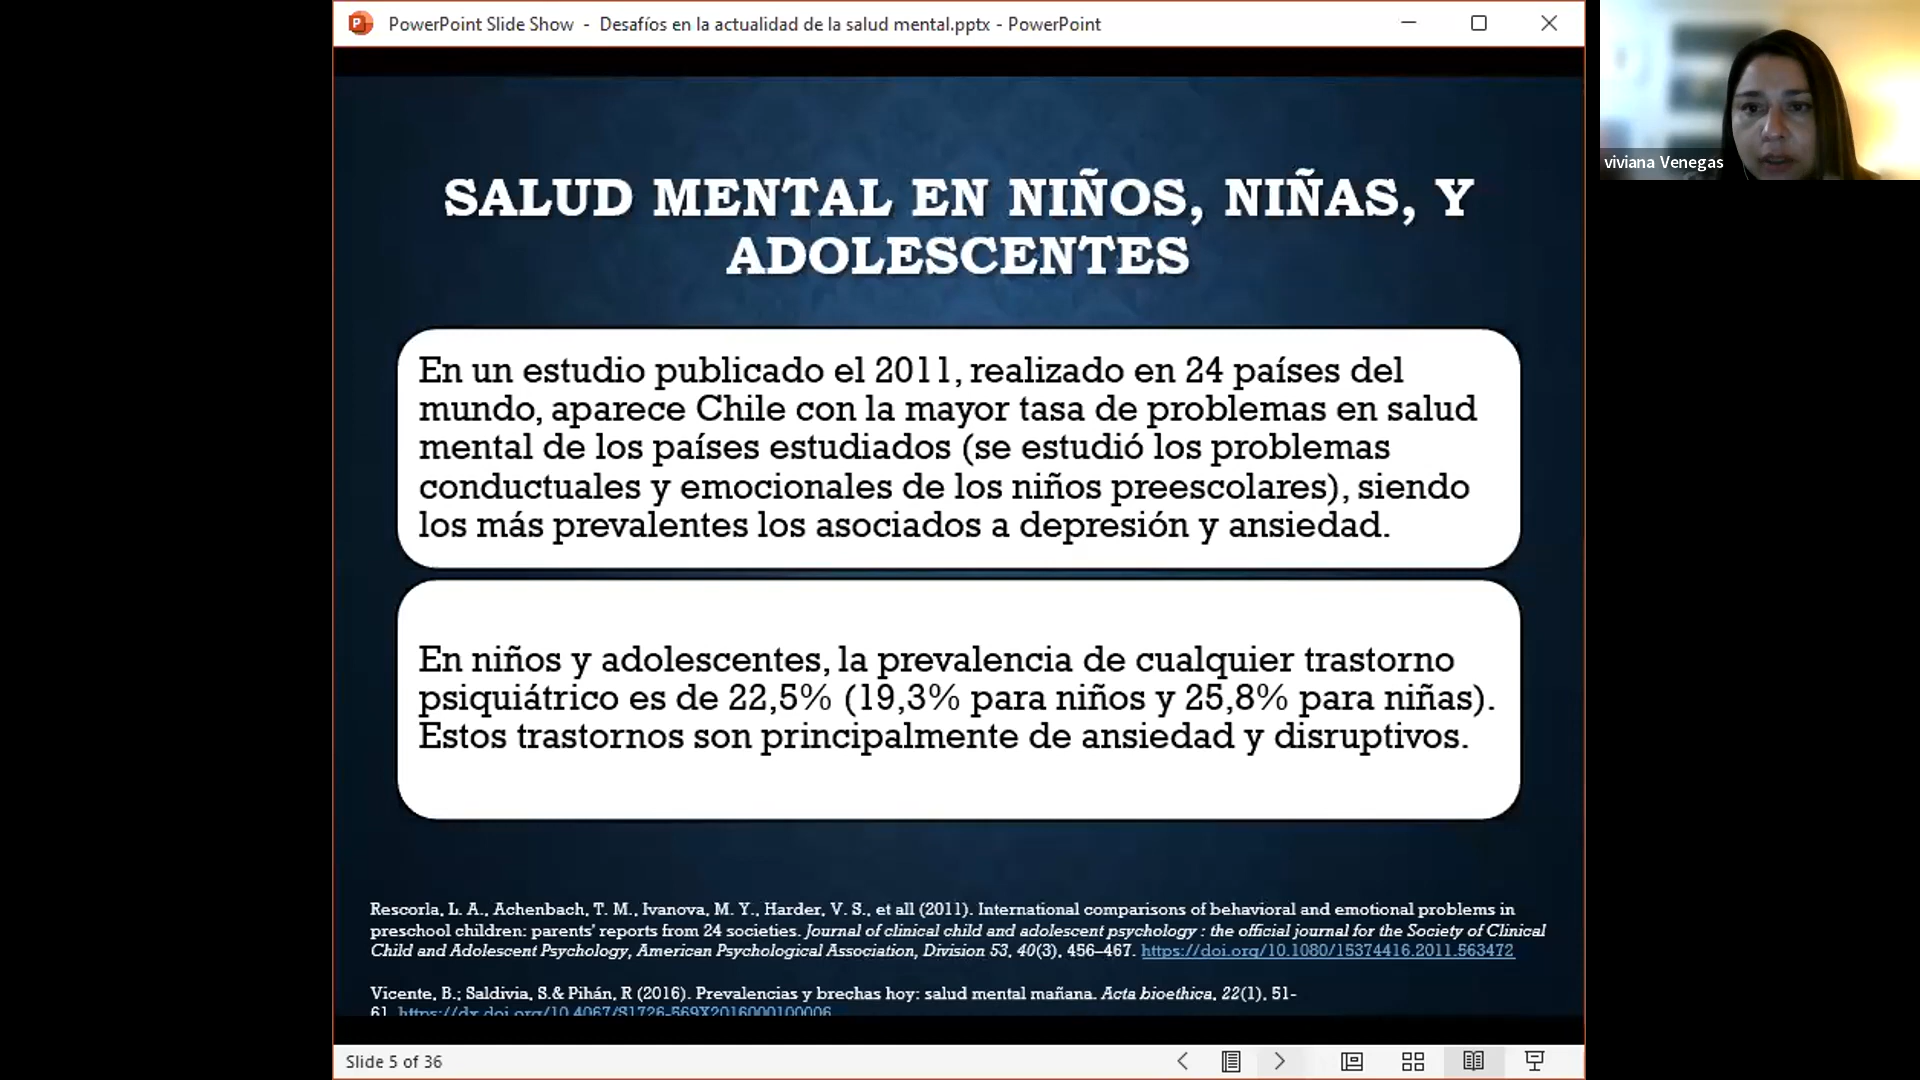 PowerPoint Slide Show - Desafíos en la actualidad de la salud mental.pptx - PowerPoint
viviana Venegas
SALUD MENTAL EN NIÑOS, NIÑAS, Y
ADOLESCENTES
En un estudio publicado el 2011, realizado en 24 países del
mundo, aparece Chile con la mayor tasa de problemas en salud
mental de los países estudiados (se estudió los problemas
conductuales y emocionales de los niños preescolares), siendo
los más prevalentes los asociados a depresión y ansiedad.
En niños y adolescentes, la prevalencia de cualquier trastorno
psiquiátrico es de 22,5% (19,3% para niños y 25,8% para niñas).
Estos trastornos son principalmente de ansiedad y disruptivos.
Rescorla, L. A., Achenbach, T. M., Ivanova, M. Y., Harder, V. S., et all (2011). International comparisons of behavioral and emotional problems in
preschool children: parents' reports from 24 societies. Journal of clinical child and adolescent psychology : the official journal for the Society of Clinical
Child and Adolescent Psychology, American Psychological Association, Division 53, 40(3), 456–467. https://doi.org/10.1080/15374416.2011.563472
Vicente, B.; Saldivia, S.& Pihán, R (2016). Prevalencias y brechas hoy: salud mental mañana. Acta bioethica, 22(1), 51-
61. https://dx.doi.org/10.4067/S1726-569X2016000100006
Slide 5 of 36